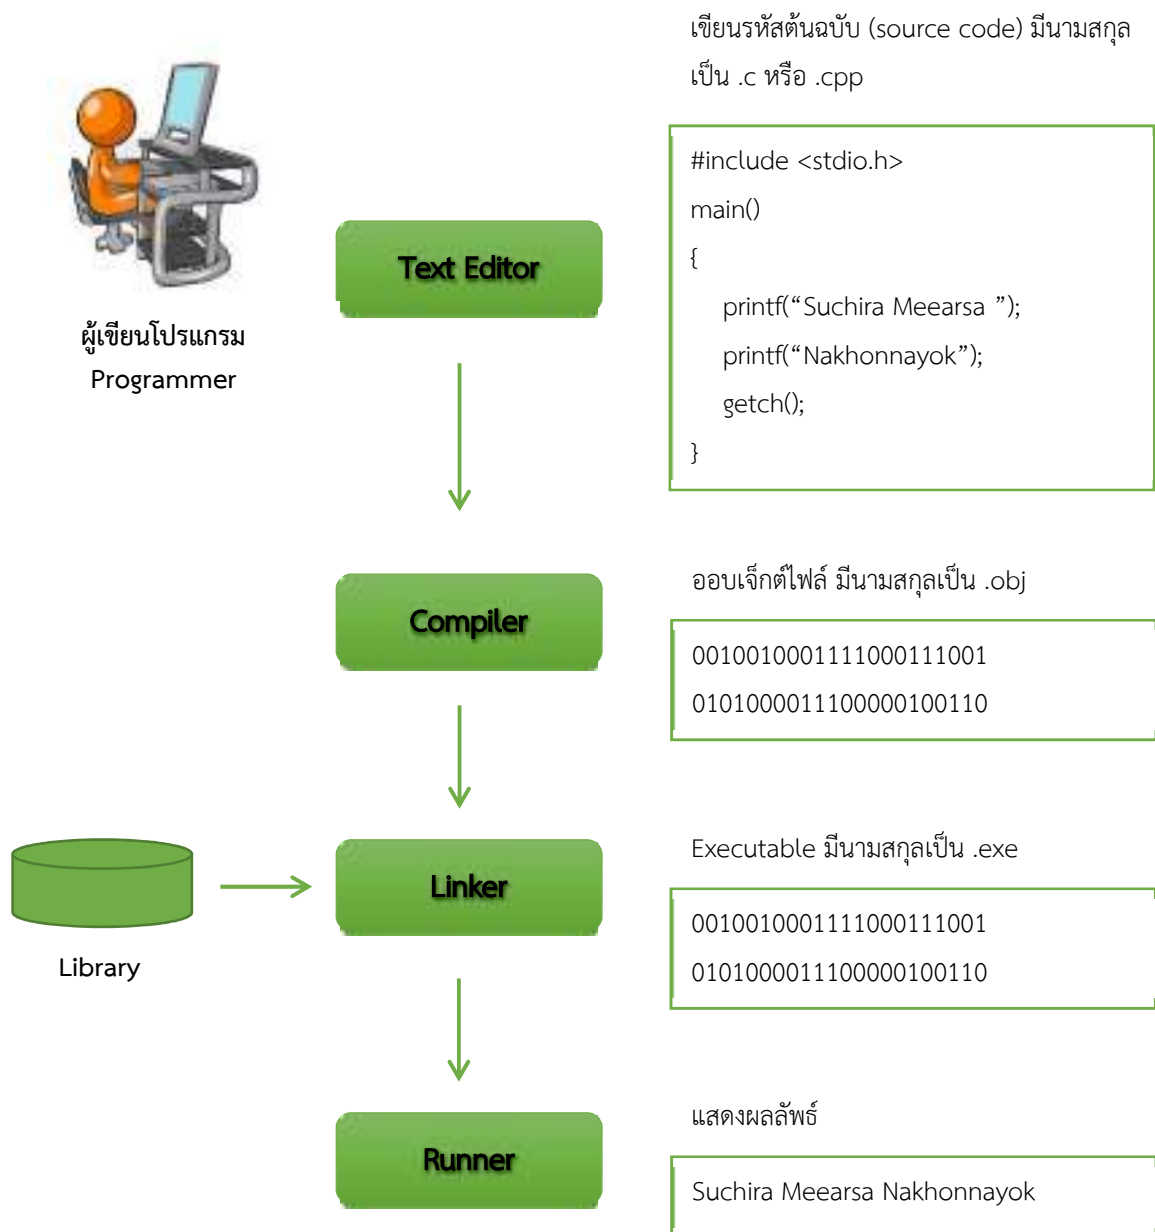 เขียนรหัสต้นฉบับ (source code) มีนามสกุล
เป็น .c หรือ .cpp
#include <stdio.h>
main()
{
printf(“Suchira Meearsa ”);
printf(“Nakhonnayok”);
getch();
}
Text Editor
ผู้เขียนโปรแกรม
Programmer
ออบเจ็กต์ไฟล์ มีนามสกุลเป็น .obj
Compiler
0010010001111000111001
0101000011100000100110
Executable มีนามสกุลเป็น .exe
Linker
Library
0010010001111000111001
0101000011100000100110
แสดงผลลัพธ์
Runner
Suchira Meearsa Nakhonnayok